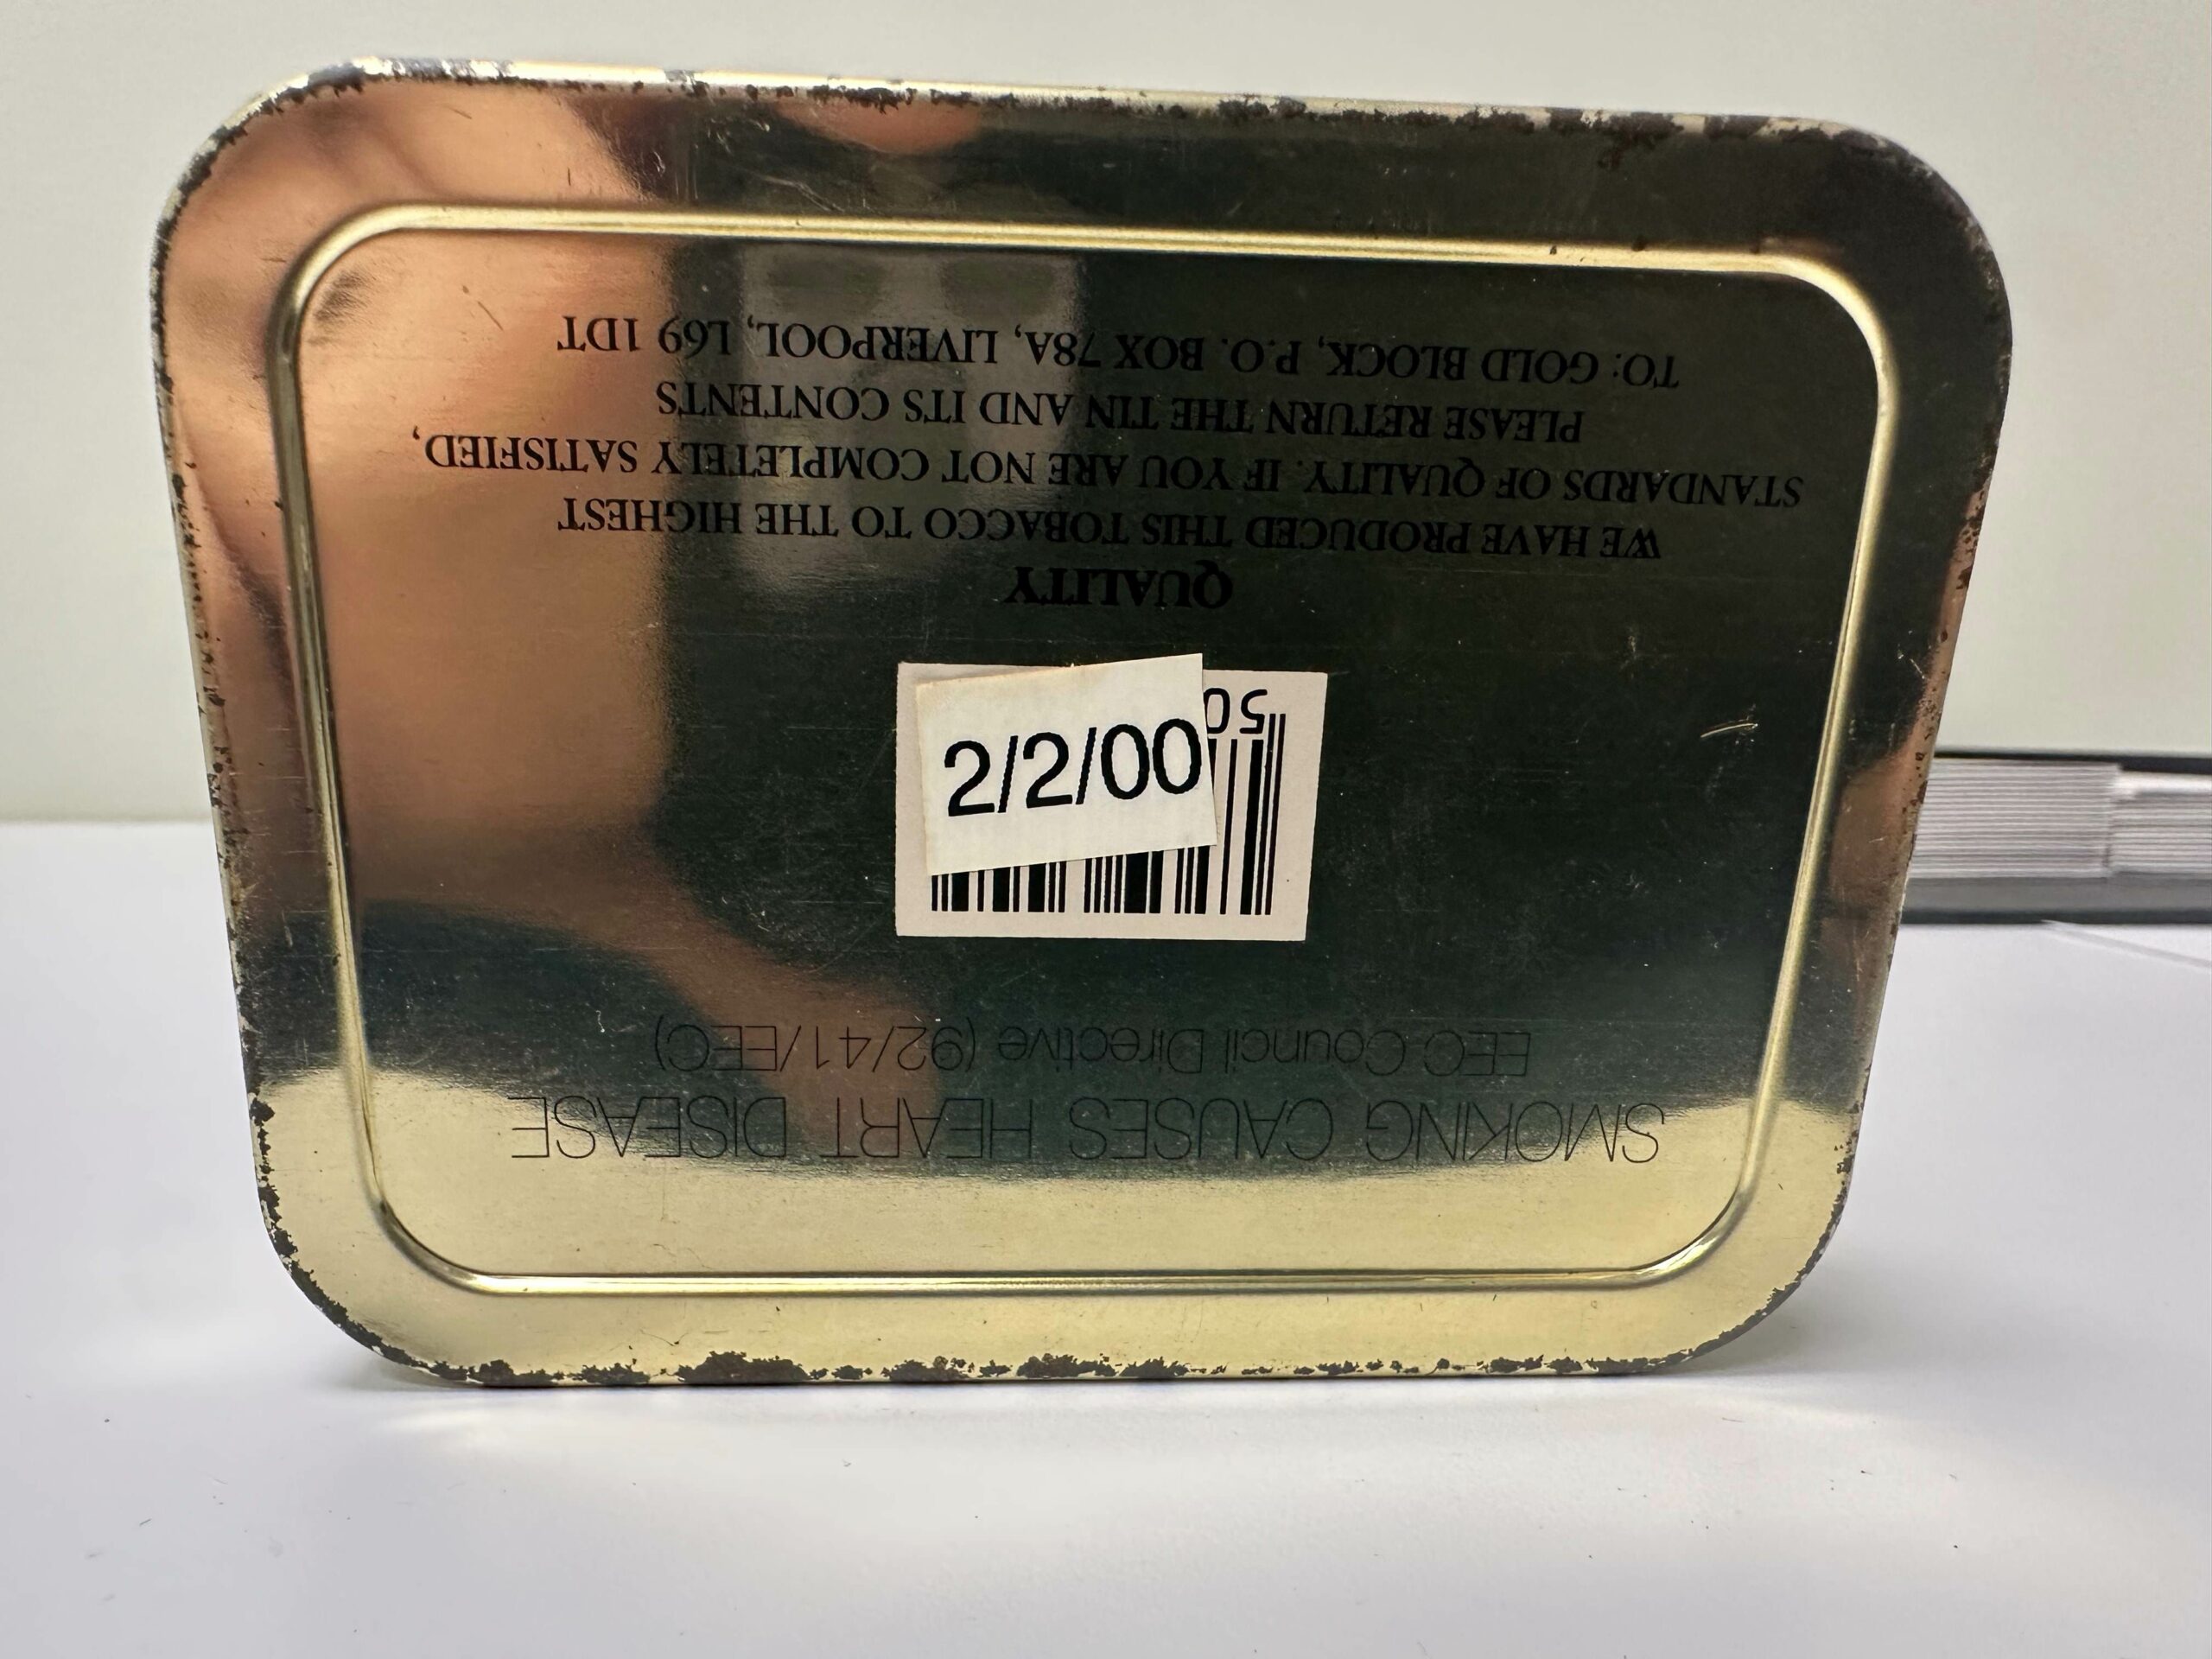 SMOKING CAUSES HEART DISEASE
EEC Council Directive (92/41/EEC)
2/2/00
50
QUALITY
WE HAVE PRODUCED THIS TOBACCO TO THE HIGHEST
STANDARDS OF QUALITY. IF YOU ARE NOT COMPLETELY SATISFIED,
PLEASE RETURN THE TIN AND ITS CONTENTS
TO: GOLD BLOCK, P.O. BOX 78A, LIVERPOOL, L69 1DT